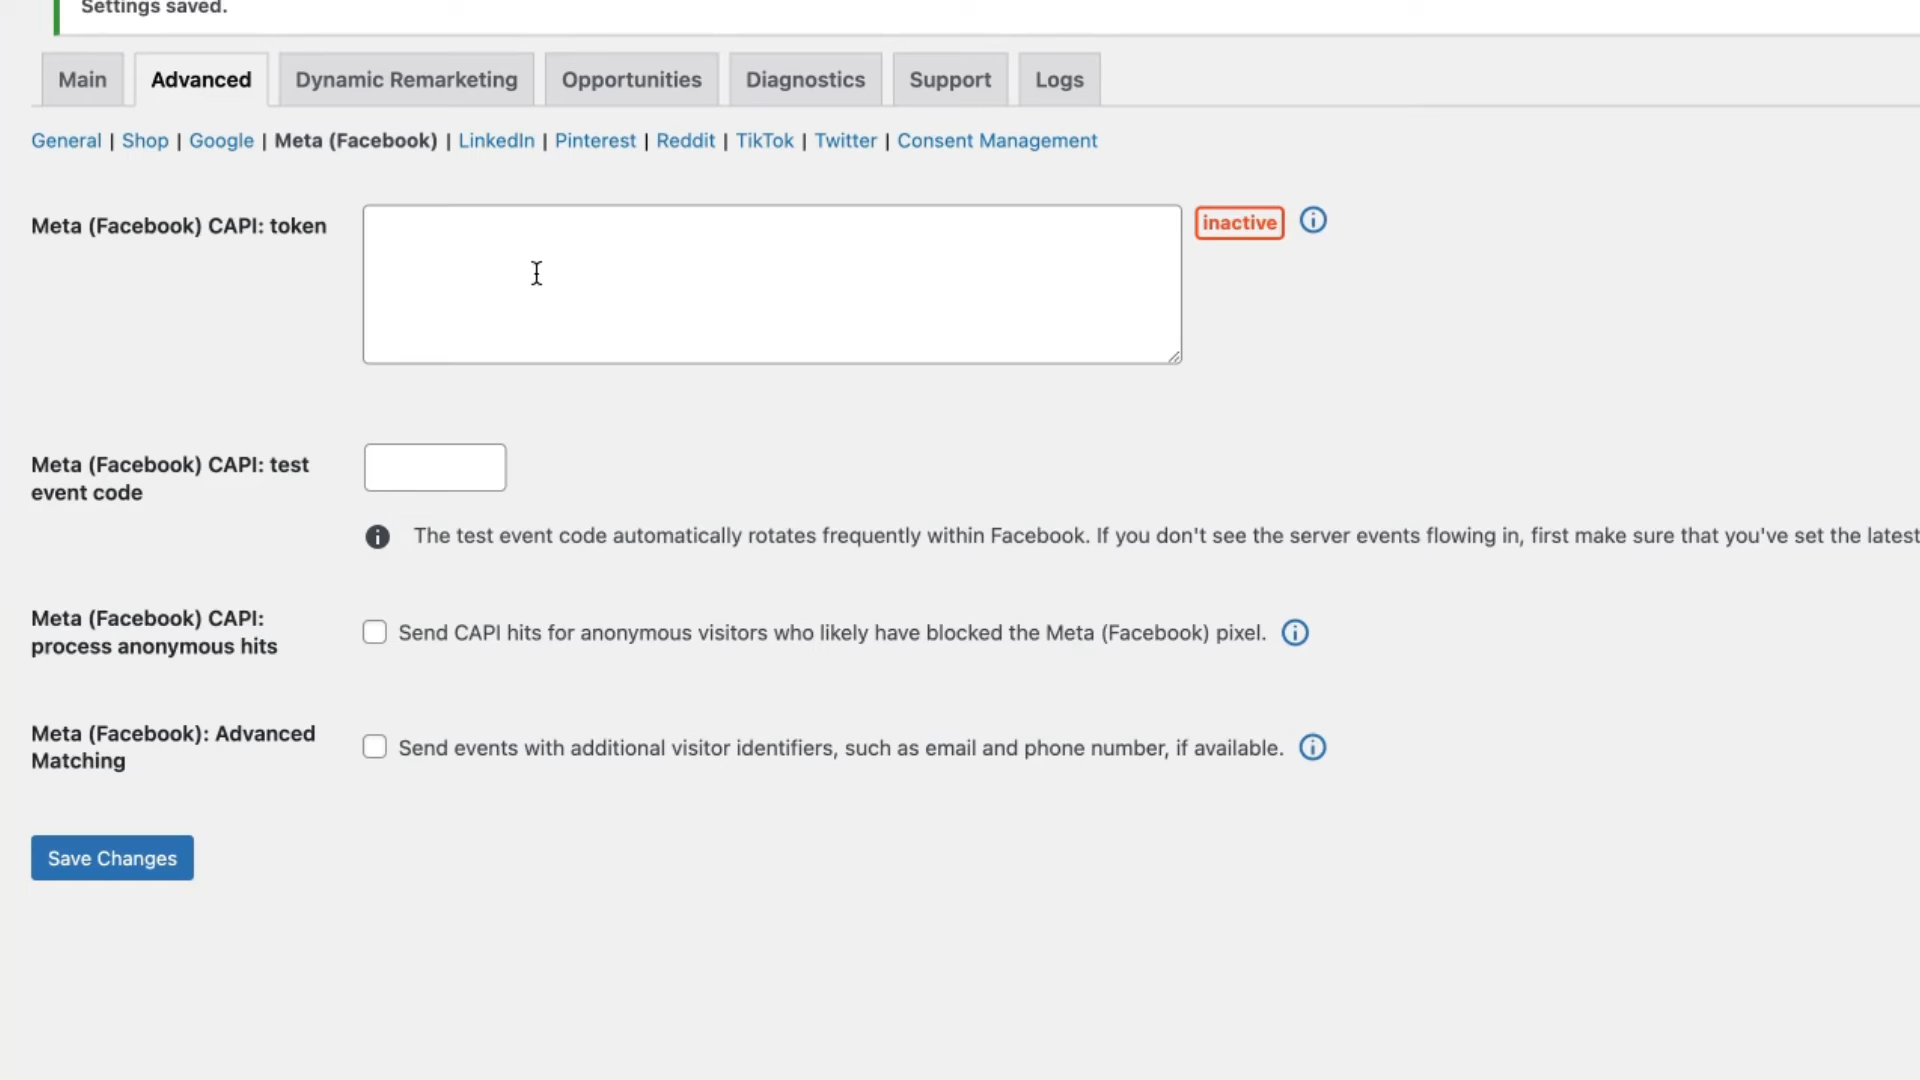 Settings saved.
Main Advanced Dynamic Remarketing Opportunities Diagnostics Support Logs
General | Shop | Google | Meta (Facebook) | LinkedIn | Pinterest | Reddit | TikTok | Twitter | Consent Management
Meta (Facebook) CAPI: token
inactive
Meta (Facebook) CAPI: test
event code
The test event code automatically rotates frequently within Facebook. If you don't see the server events flowing in, first make sure that you've set the latest
Meta (Facebook) CAPI:
process anonymous hits
Send CAPI hits for anonymous visitors who likely have blocked the Meta (Facebook) pixel.
Meta (Facebook): Advanced
Matching
Send events with additional visitor identifiers, such as email and phone number, if available.
Save Changes